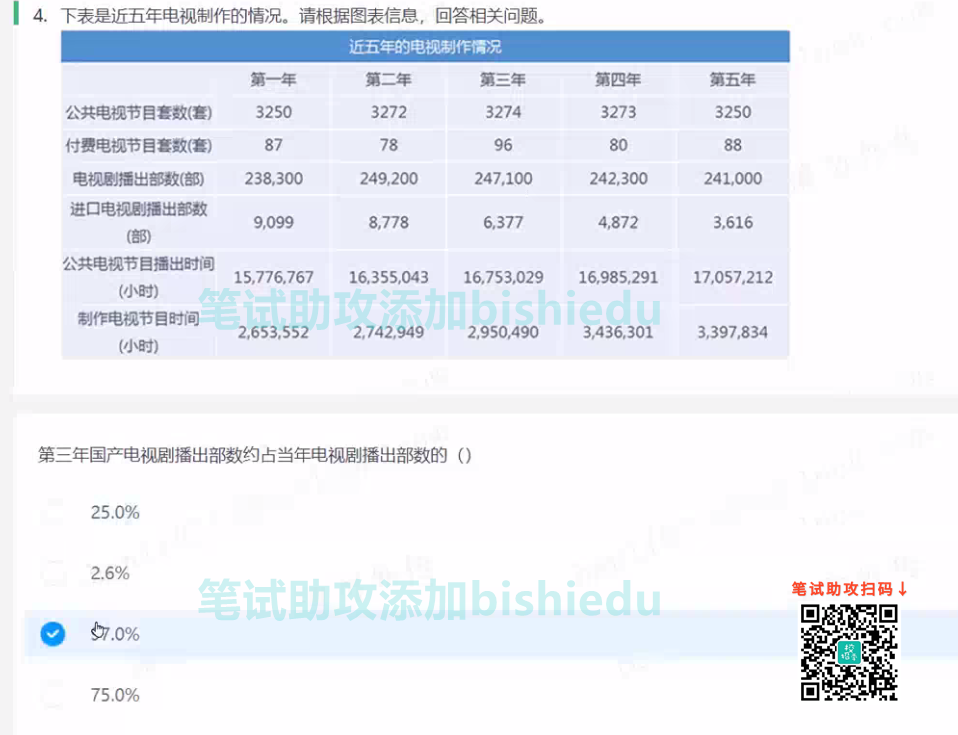 4. 下表是近五年电视制作的情况。请根据图表信息，回答相关问题。
近五年的电视制作情况
第一年 第二年 第三年 第四年 第五年
公共电视节目套数(套) 3250 3272 3274 3273 3250
付费电视节目套数(套) 87 78 96 80 88
电视剧播出部数(部) 238,300 249,200 247,100 242,300 241,000
进口电视剧播出部数
(部) 9,099 8,778 6,377 4,872 3,616
公共电视节目播出时间
(小时) 15,776,767 16,355,043 16,753,029 16,985,291 17,057,212
笔试助攻添加bishiedu
制作电视节目时间
(小时) 2,653,552 2,742,949 2,950,490 3,436,301 3,397,834
第三年国产电视剧播出部数约占当年电视剧播出部数的（）
25.0%
2.6%
笔试助攻添加bishiedu
笔试助攻扫码↓
7.0%
75.0%